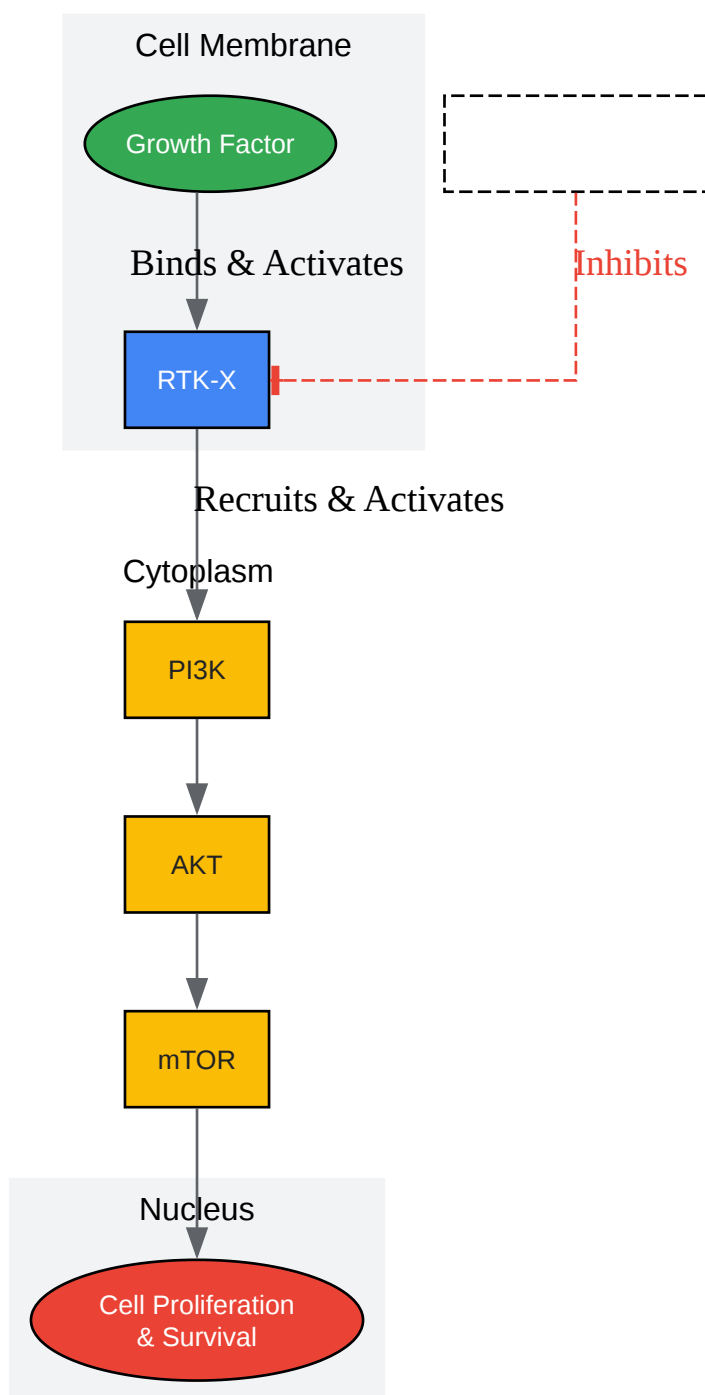 Cell Membrane
Growth Factor
Binds & Activates
Inhibits
RTK-X
Recruits & Activates
Cytoplasm
PI3K
AKT
mTOR
Nucleus
Cell Proliferation
& Survival